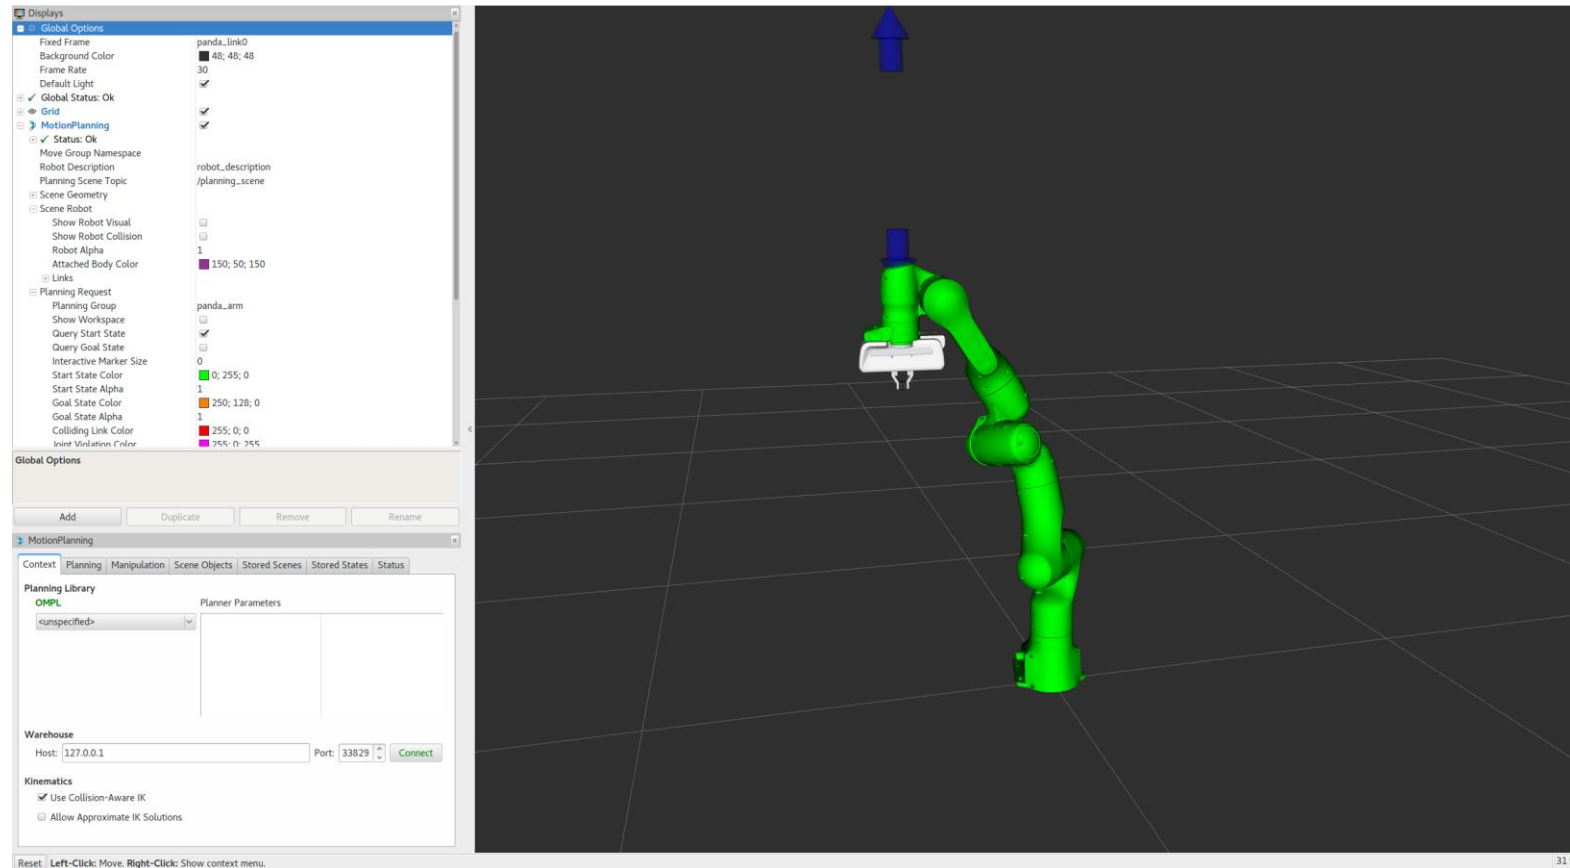 Displays
Global Options
Fixed Frame panda_link0
Background Color 48; 48; 48
Frame Rate 30
Default Light
Global Status: Ok
Grid
MotionPlanning
Status: Ok
Move Group Namespace
Robot Description robot_description
Planning Scene Topic /planning_scene
Scene Geometry
Scene Robot
Show Robot Visual
Show Robot Collision
Robot Alpha 1
Attached Body Color 150; 50; 150
Links
Planning Request
Planning Group panda_arm
Show Workspace
Query Start State
Query Goal State
Interactive Marker Size 0
Start State Color 0; 255; 0
Start State Alpha 1
Goal State Color 250; 128; 0
Goal State Alpha 1
Colliding Link Color 255; 0; 0
Joint Violation Color 255; 0; 255
Global Options
Add Duplicate Remove Rename
MotionPlanning
Context Planning Manipulation Scene Objects Stored Scenes Stored States Status
Planning Library
OMPL Planner Parameters
<unspecified>
Warehouse
Host: 127.0.0.1 Port: 33829 Connect
Kinematics
Use Collision-Aware IK
Allow Approximate IK Solutions
Reset Left-Click: Move. Right-Click: Show context menu. 31